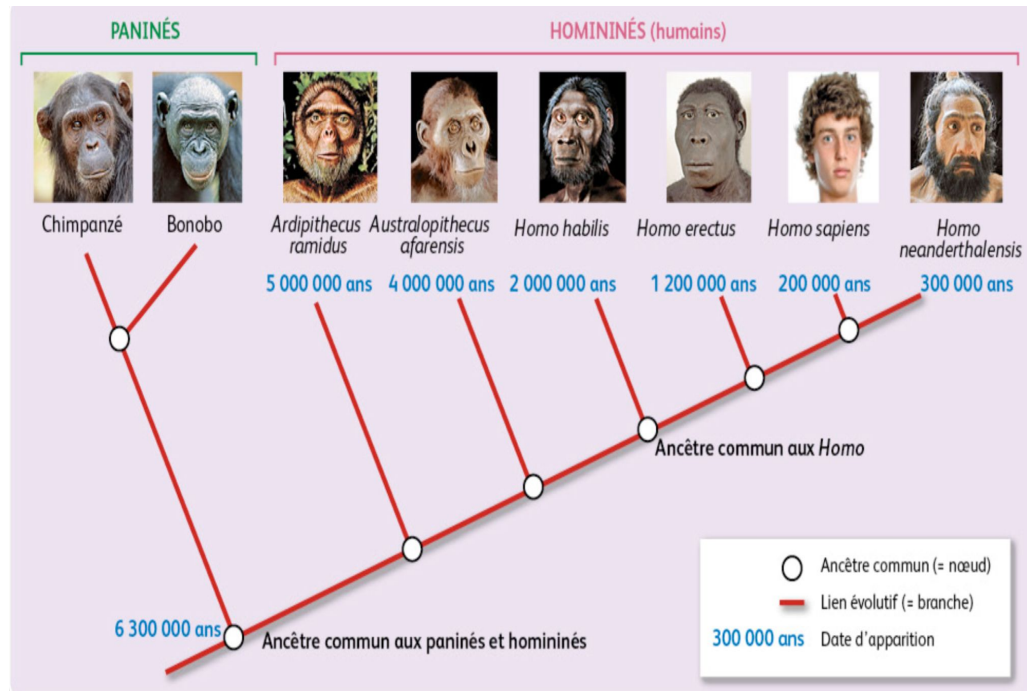 PANINÉS
HOMININÉS (humains)
Chimpanzé
Bonobo
Ardipithecus
ramidus
Australopithecus
afarensis
Homo habilis
Homo erectus
Homo sapiens
Homo
neanderthalensis
5 000 000 ans
4 000 000 ans
2 000 000 ans
1 200 000 ans
200 000 ans
300 000 ans
Ancêtre commun aux Homo
6 300 000 ans
Ancêtre commun aux paninés et homininés
Ancêtre commun (= nœud)
Lien évolutif (= branche)
300 000 ans Date d'apparition